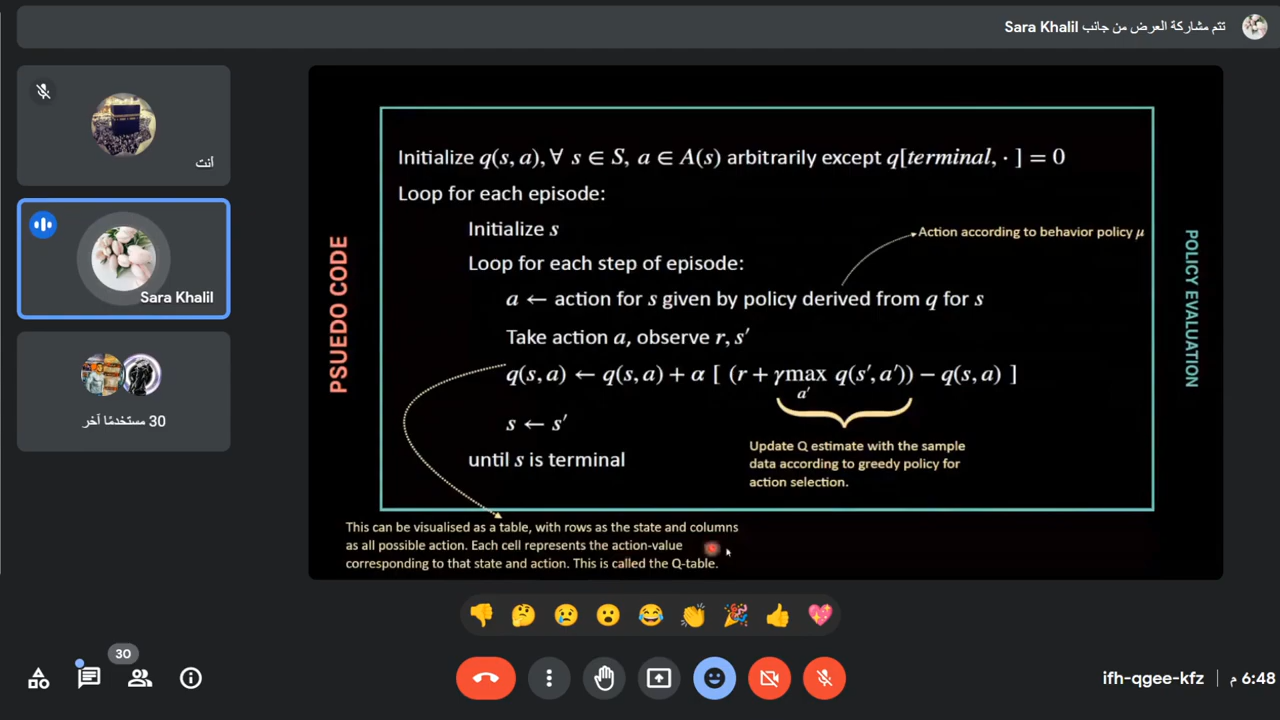 تتم مشاركة العرض من جانب Sara Khalil
أنت
Sara Khalil
30 مستخدمًا آخر
PSUEDO CODE
Initialize q(s, a), ∀ s ∈ S, a ∈ A(s) arbitrarily except q[terminal, · ] = 0
Loop for each episode:
Initialize s
Action according to behavior policy μ
Loop for each step of episode:
a ← action for s given by policy derived from q for s
Take action a, observe r, s′
q(s, a) ← q(s, a) + α [ (r + γmax q(s′, a′)) − q(s, a) ]
a′
s ← s′
Update Q estimate with the sample
data according to greedy policy for
action selection.
until s is terminal
POLICY EVALUATION
This can be visualised as a table, with rows as the state and columns
as all possible action. Each cell represents the action-value
corresponding to that state and action. This is called the Q-table.
30
ifh-qgee-kfz
6:48 م